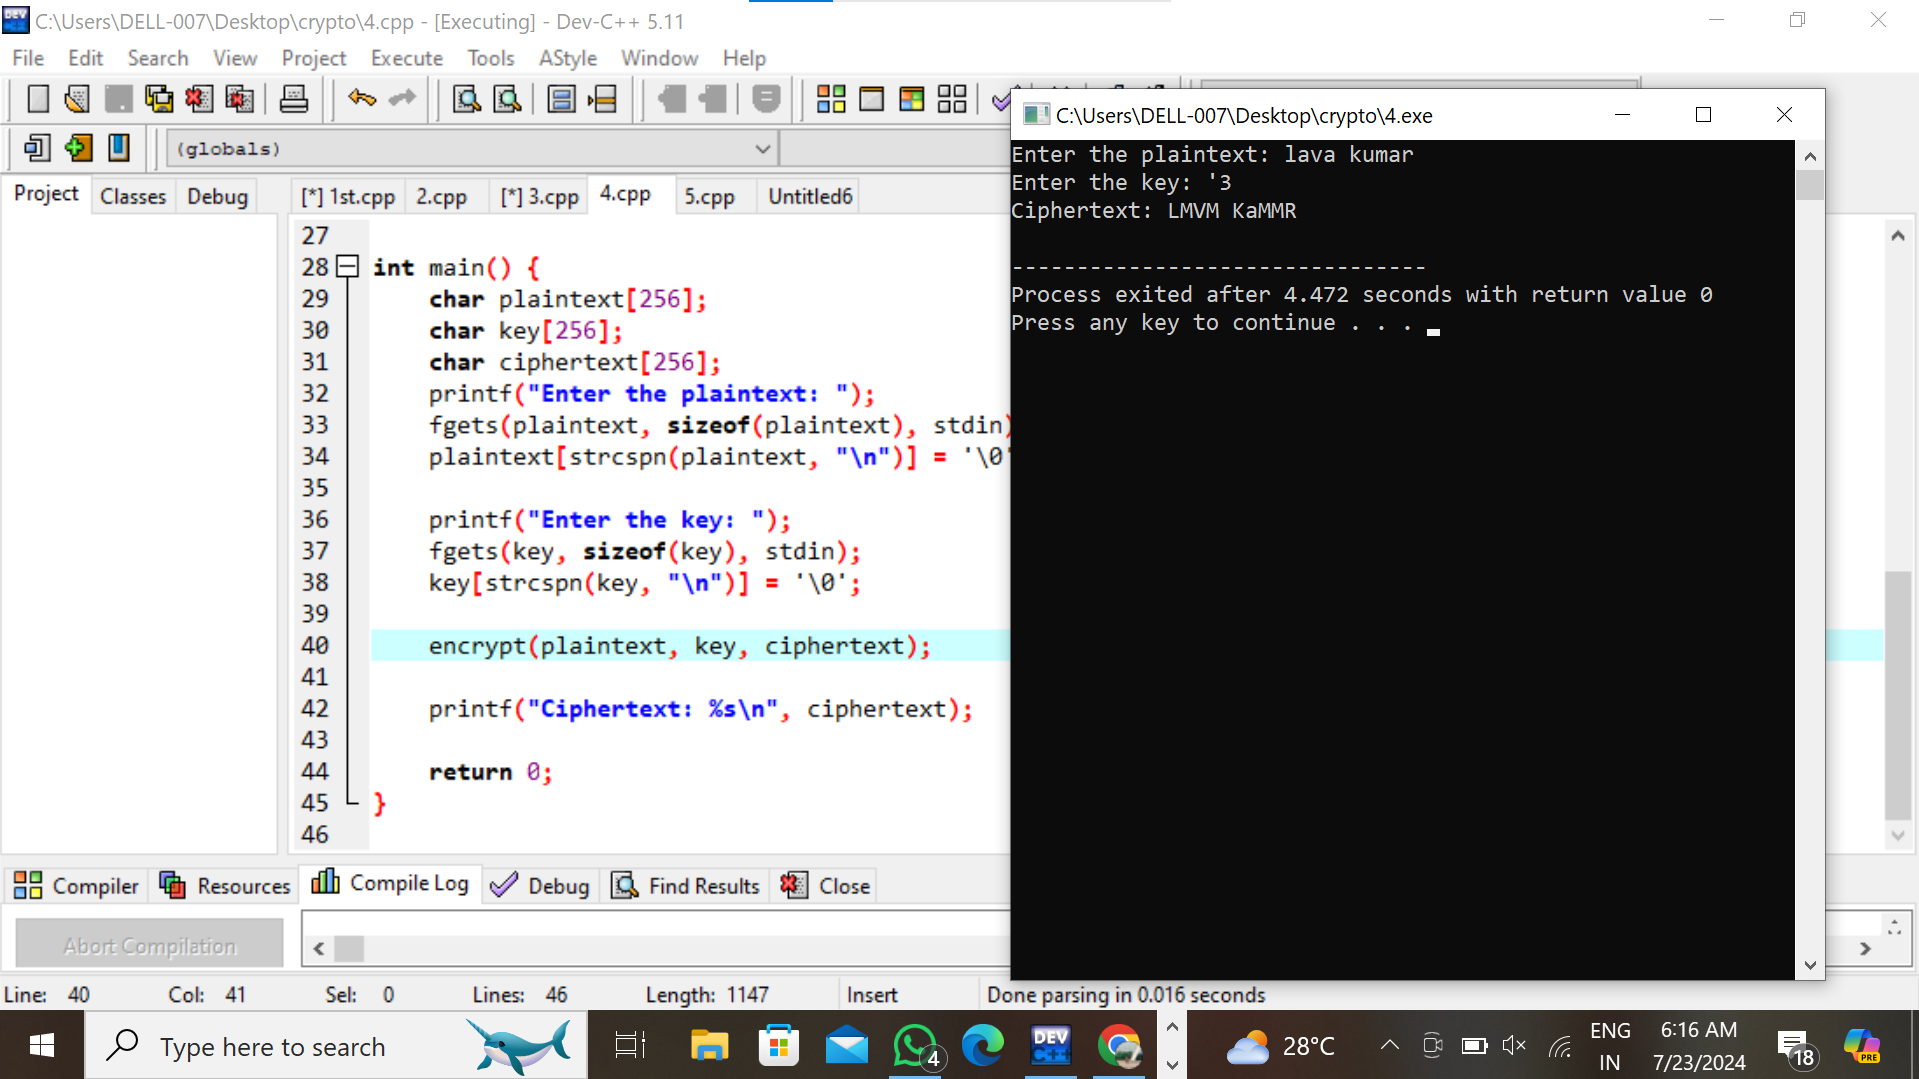 C:\Users\DELL-007\Desktop\crypto\4.cpp - [Executing] - Dev-C++ 5.11
File Edit Search View Project Execute Tools AStyle Window Help
(globals)
Project Classes Debug
[*] 1st.cpp 2.cpp [*] 3.cpp 4.cpp 5.cpp Untitled6
27
28 int main() {
29 char plaintext[256];
30 char key[256];
31 char ciphertext[256];
32 printf("Enter the plaintext: ");
33 fgets(plaintext, sizeof(plaintext), stdin)
34 plaintext[strcspn(plaintext, "\n")] = '\0'
35
36 printf("Enter the key: ");
37 fgets(key, sizeof(key), stdin);
38 key[strcspn(key, "\n")] = '\0';
39
40 encrypt(plaintext, key, ciphertext);
41
42 printf("Ciphertext: %s\n", ciphertext);
43
44 return 0;
45 }
46
C:\Users\DELL-007\Desktop\crypto\4.exe
Enter the plaintext: lava kumar
Enter the key: '3
Ciphertext: LMVM KaMMR
--------------------------------
Process exited after 4.472 seconds with return value 0
Press any key to continue . . .
Compiler Resources Compile Log Debug Find Results Close
Abort Compilation
Line: 40 Col: 41 Sel: 0 Lines: 46 Length: 1147 Insert Done parsing in 0.016 seconds
Type here to search
4
DEV C++
28°C
ENG
IN
6:16 AM
7/23/2024
18
PRE